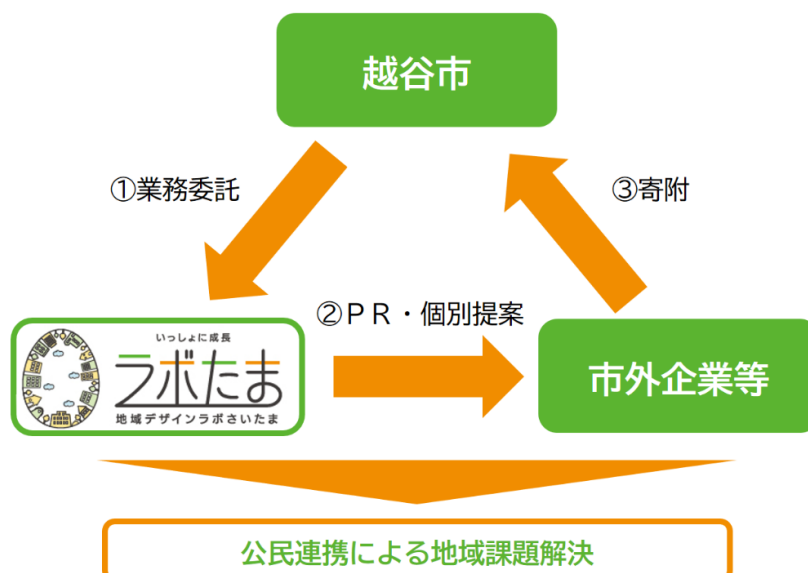 越谷市
①業務委託
③寄附
②ＰＲ・個別提案
いっしょに成長
ラボたま
地域デザインラボさいたま
市外企業等
公民連携による地域課題解決